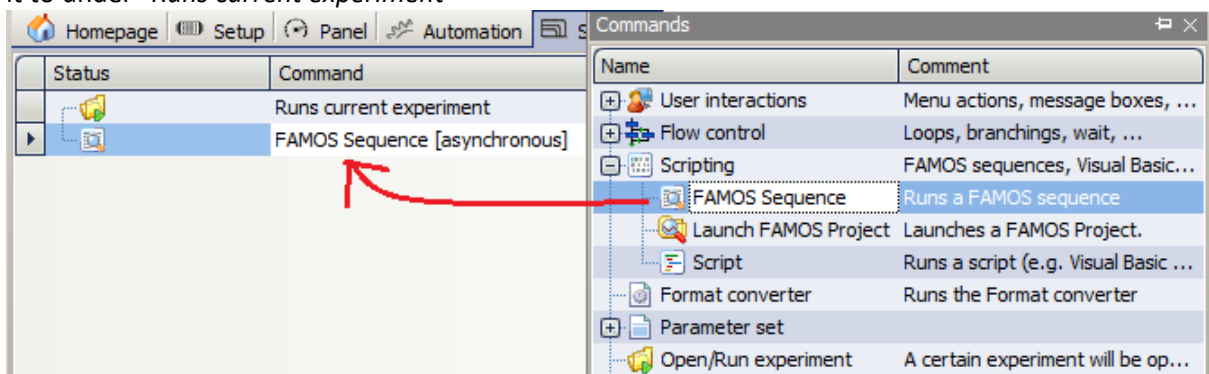 it to under "Runs current experiment"
Homepage Setup Panel Automation S
Status Command
Runs current experiment
FAMOS Sequence [asynchronous]
Commands
Name Comment
User interactions Menu actions, message boxes, ...
Flow control Loops, branchings, wait, ...
Scripting FAMOS sequences, Visual Basic...
FAMOS Sequence Runs a FAMOS sequence
Launch FAMOS Project Launches a FAMOS Project.
Script Runs a script (e.g. Visual Basic ...
Format converter Runs the Format converter
Parameter set
Open/Run experiment A certain experiment will be op...